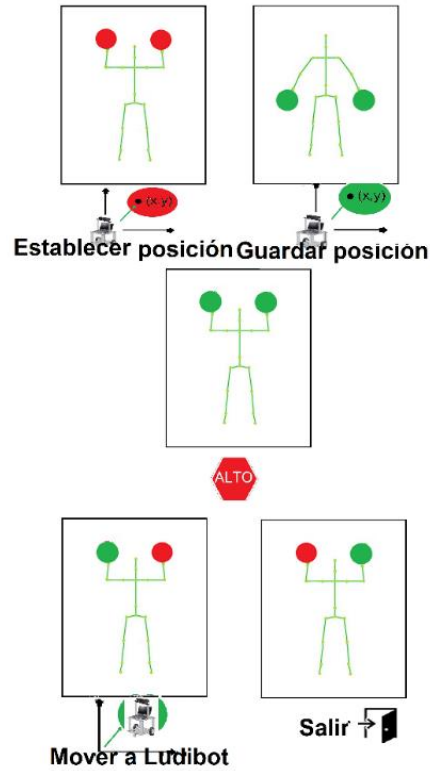 (x,y) (x,y)
Establecer posición Guardar posición
ALTO
Salir
Mover a Ludibot